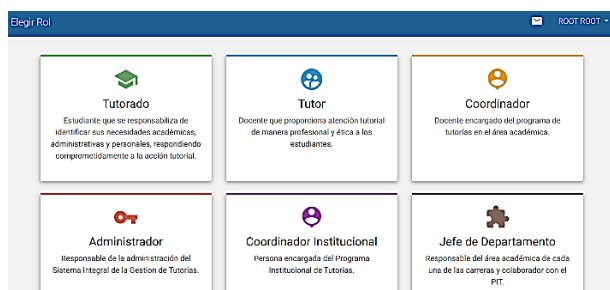 Elegir Rol
ROOT ROOT
Tutorado
Estudiante que se responsabiliza de
identificar sus necesidades académicas,
administrativas y personales, respondiendo
comprometidamente a la acción tutorial.
Tutor
Docente que proporciona atención tutorial
de manera profesional y ética a los
estudiantes.
Coordinador
Docente encargado del programa de
tutorías en el área académica.
Administrador
Responsable de la administración del
Sistema Integral de la Gestion de Tutorías.
Coordinador Institucional
Persona encargada del Programa
Institucional de Tutorías.
Jefe de Departamento
Responsable del área académica de cada
una de las carreras y colaborador con el
PIT.